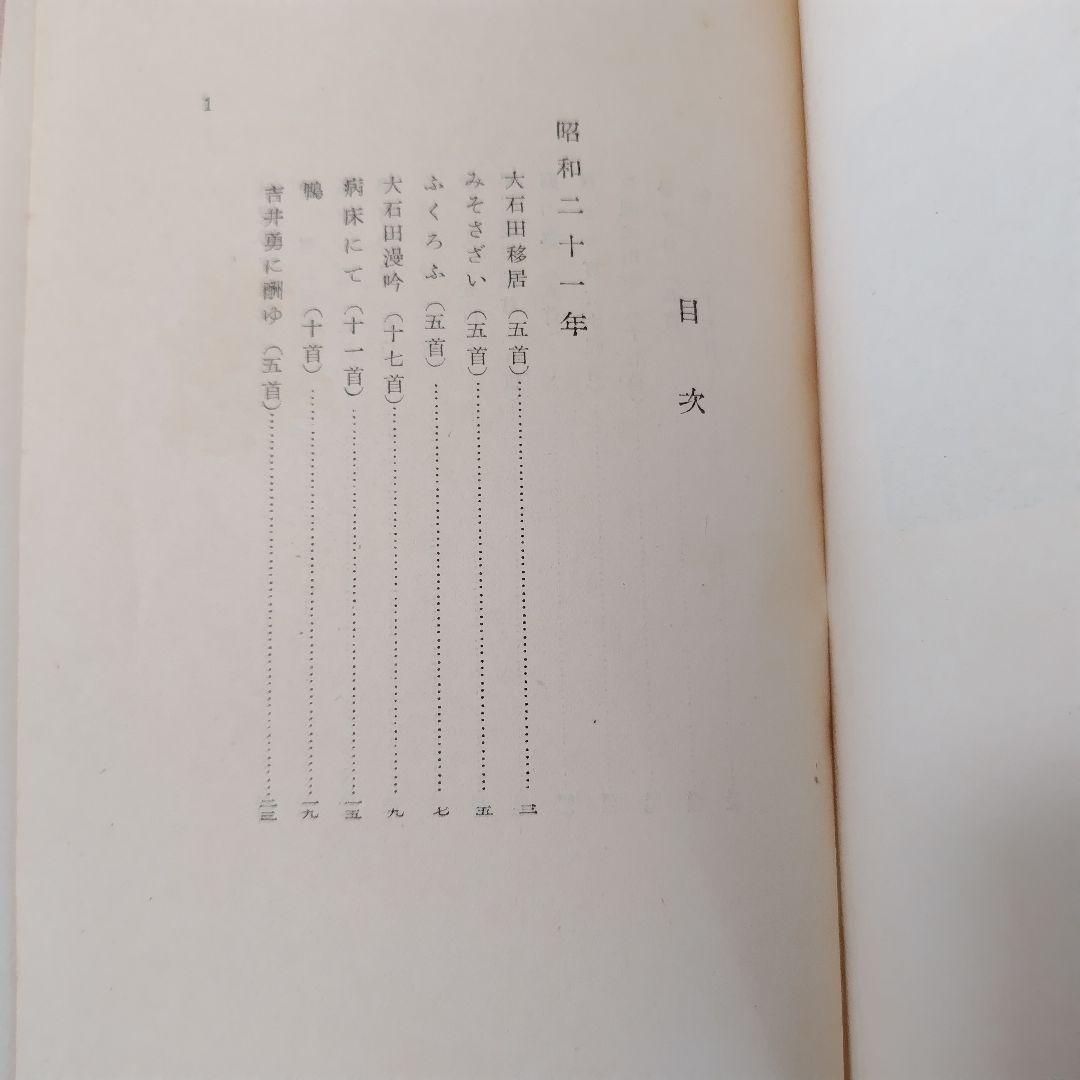 目次
昭和二十一年
大石田移居（五首）…………三
みそさざい（五首）…………五
ふくろふ（五首）…………七
大石田漫吟（十七首）…………九
病床にて（十一首）…………一五
鴨（十首）…………一九
吉井勇に酬ゆ（五首）…………二三
1